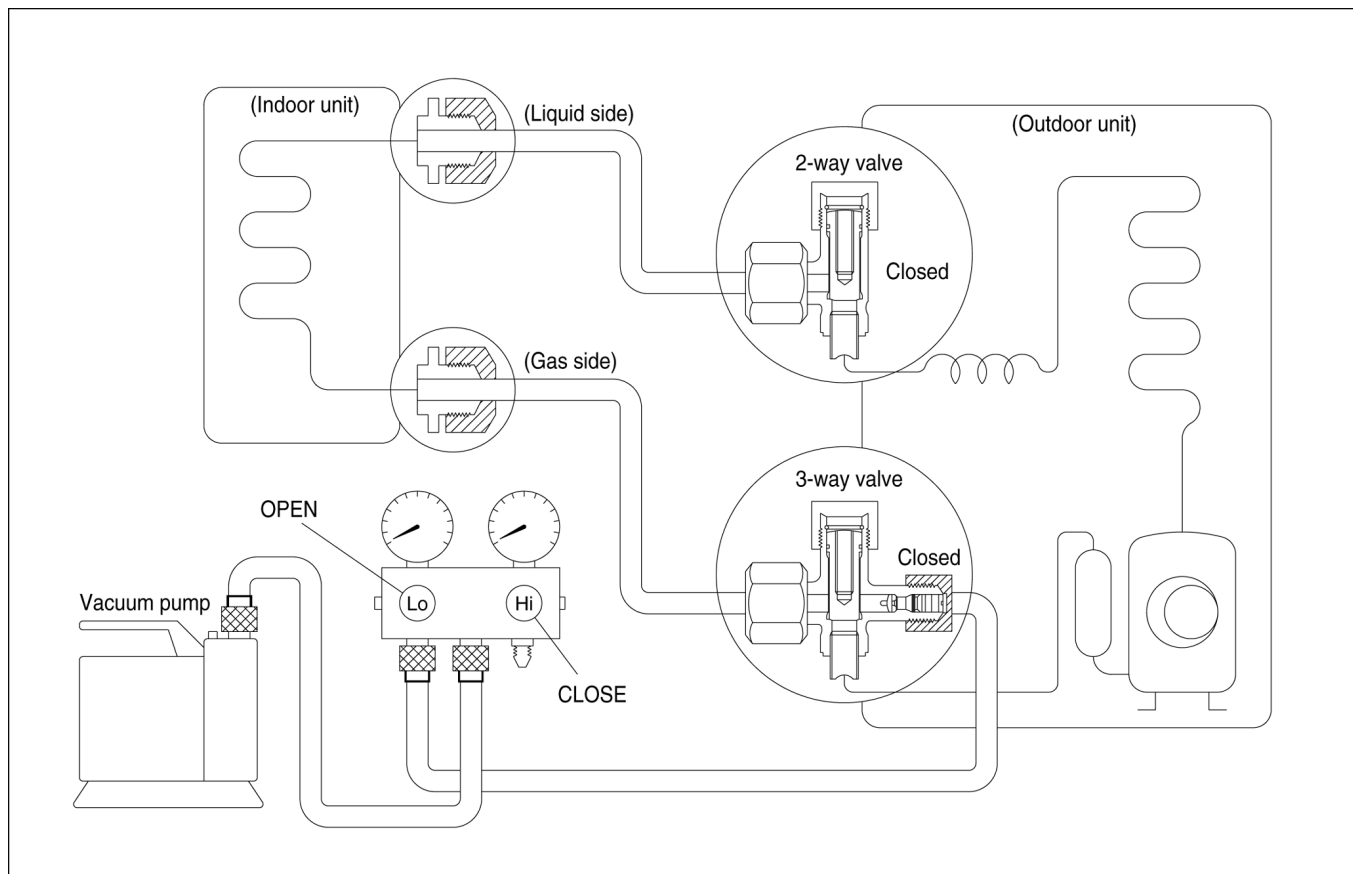 (Indoor unit)
(Liquid side)
(Outdoor unit)
2-way valve
Closed
(Gas side)
3-way valve
Closed
OPEN
Lo
Hi
Vacuum pump
CLOSE